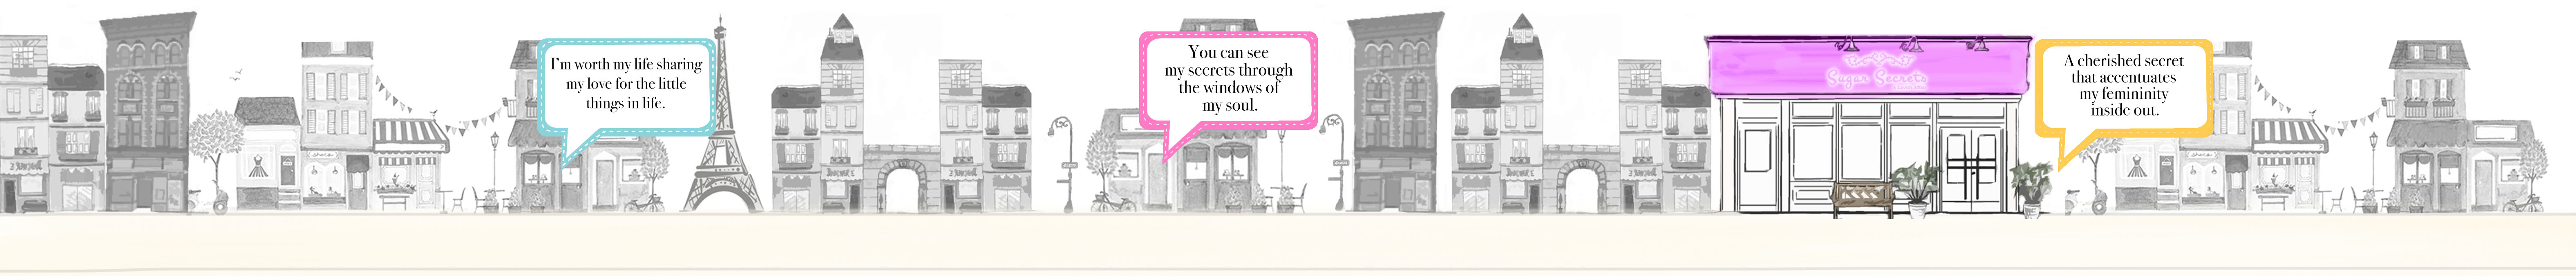 I'm worth my life sharing
my love for the little
things in life.
You can see
my secrets through
the windows of
my soul.
Sugar Secrets
A cherished secret
that accentuates
my femininity
inside out.